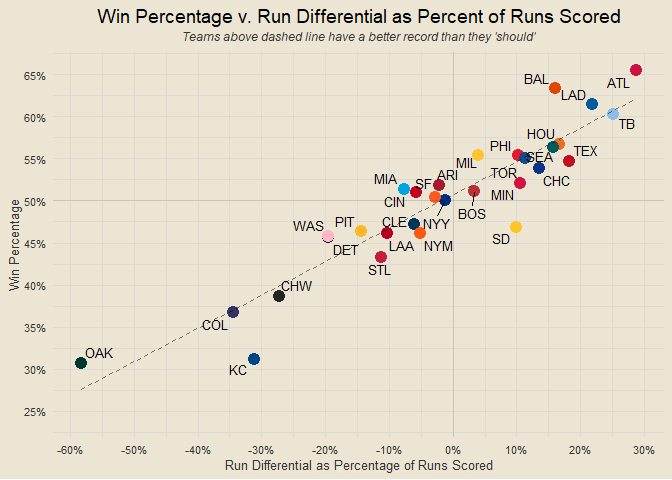 Win Percentage v. Run Differential as Percent of Runs Scored
Teams above dashed line have a better record than they 'should'
65%
60%
55%
50%
45%
40%
35%
30%
25%
Win Percentage
BAL
ATL
LAD
TB
HOU
PHI
SEA
TEX
MIL
TOR
CHC
MIA
SF
ARI
MIN
CIN
BOS
WAS
PIT
CLE
NYY
SD
DET
LAA
NYM
STL
CHW
COL
OAK
KC
-60%
-50%
-40%
-30%
-20%
-10%
0%
10%
20%
30%
Run Differential as Percentage of Runs Scored